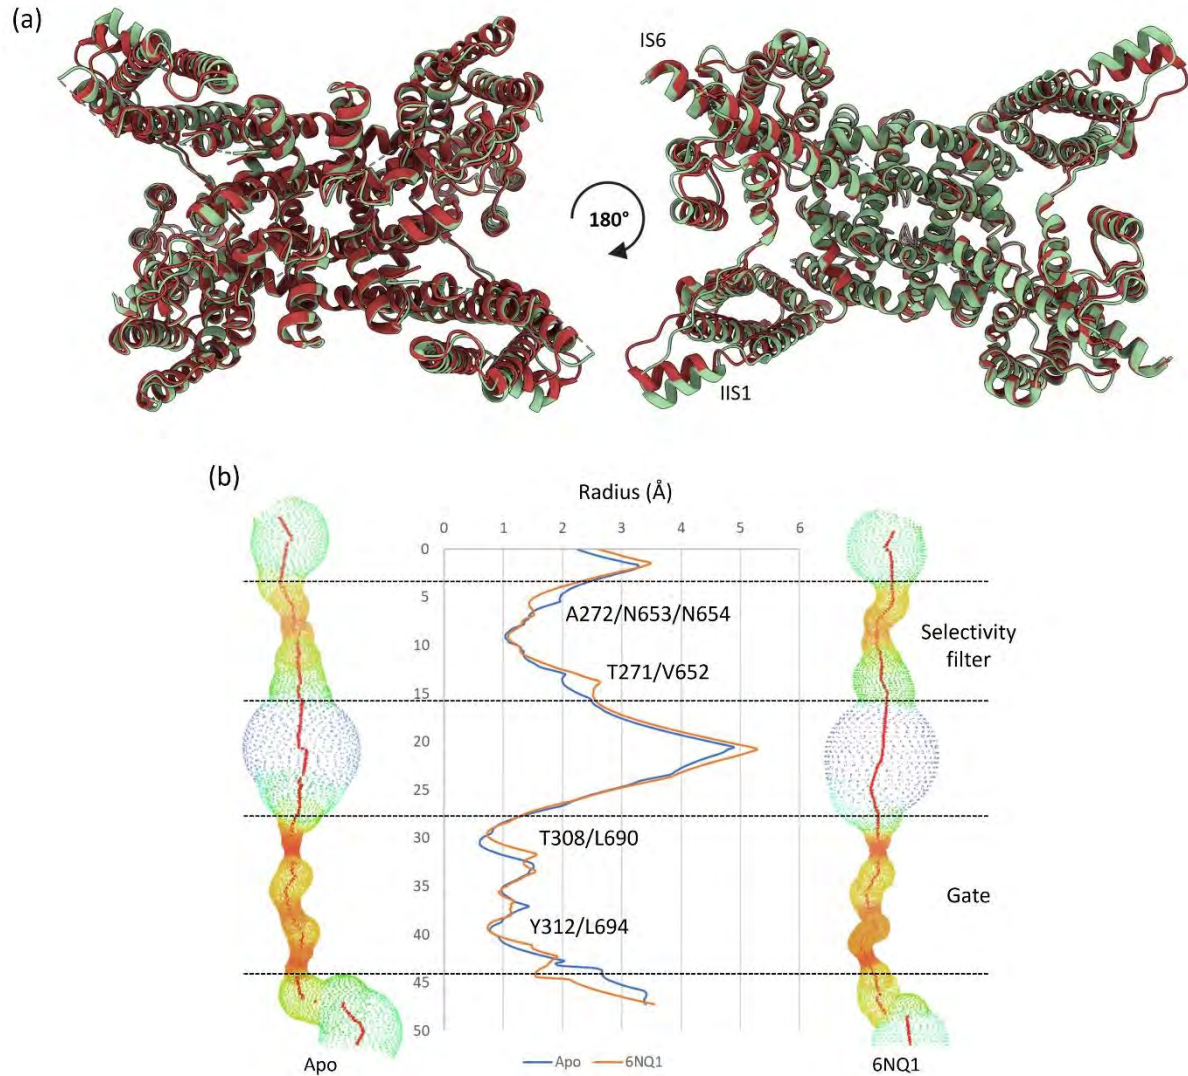 (a)
IS6
180°
IIS1
(b)
Radius (Å)
0 1 2 3 4 5 6
0
5
A272/N653/N654
Selectivity
filter
10
T271/V652
15
20
25
30
T308/L690
35
Gate
Y312/L694
40
45
50
Apo
Apo
6NQ1
6NQ1